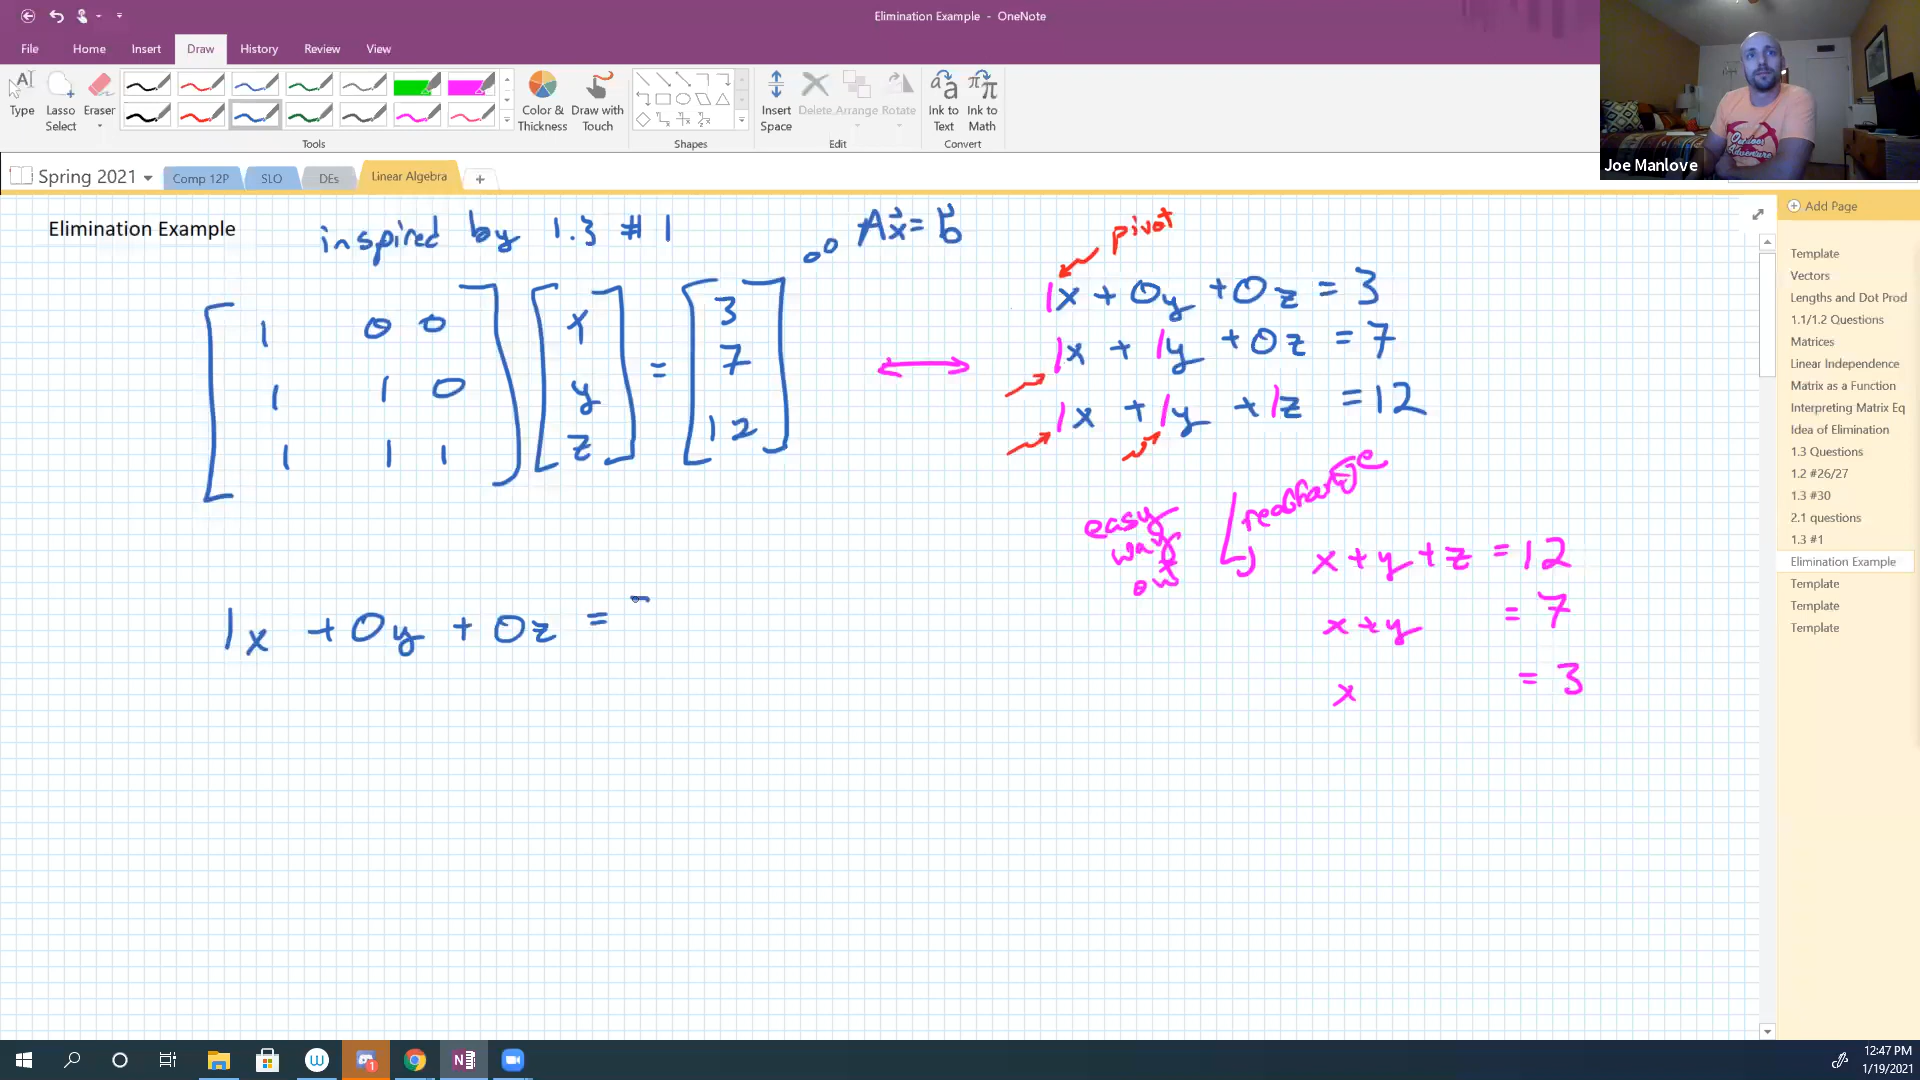 Elimination Example - OneNote
File Home Insert Draw History Review View
Type
Lasso Select
Eraser
Color & Thickness
Draw with Touch
Insert Space
Delete
Arrange
Rotate
Ink to Text
Ink to Math
Tools
Shapes
Edit
Convert
Joe Manlove
Spring 2021
Comp 12P
SLO
DEs
Linear Algebra
Elimination Example
inspired by 1.3 # 1
Ax = b
pivot
1 0 0
1 1 0
1 1 1
x
y
z
=
3
7
12
1x + 0y + 0z = 3
1x + 1y + 0z = 7
1x + 1y + 1z = 12
easy
way
out
x + y + z = 12
x + y = 7
x = 3
1x + 0y + 0z =
Add Page
Template
Vectors
Lengths and Dot Prod
1.1/1.2 Questions
Matrices
Linear Independence
Matrix as a Function
Interpreting Matrix Eq
Idea of Elimination
1.3 Questions
1.2 #26/27
1.3 #30
2.1 questions
1.3 #1
Elimination Example
Template
Template
Template
12:47 PM
1/19/2021